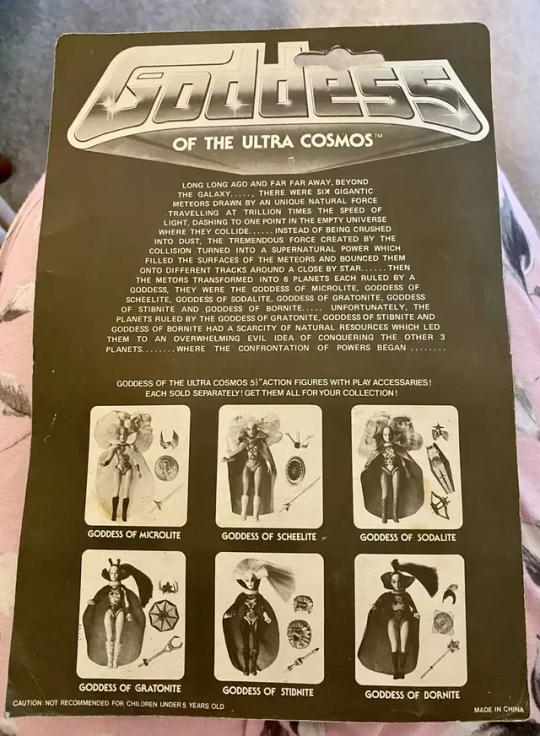 Goddess
OF THE ULTRA COSMOS™
LONG LONG AGO AND FAR FAR AWAY, BEYOND
THE GALAXY....., THERE WERE SIX GIGANTIC
METEORS DRAWN BY AN UNIQUE NATURAL FORCE
TRAVELLING AT TRILLION TIMES THE SPEED OF
LIGHT, DASHING TO ONE POINT IN THE EMPTY UNIVERSE
WHERE THEY COLLIDE...... INSTEAD OF BEING CRUSHED
INTO DUST, THE TREMENDOUS FORCE CREATED BY THE
COLLISION TURNED INTO A SUPERNATURAL POWER WHICH
FILLED THE SURFACES OF THE METEORS AND BOUNCED THEM
ONTO DIFFERENT TRACKS AROUND A CLOSE BY STAR......THEN
THE METORS TRANSFORMED INTO 6 PLANETS EACH RULED BY A
GODDESS, THEY WERE THE GODDESS OF MICROLITE, GODDESS OF
SCHEELITE, GODDESS OF SODALITE, GODDESS OF GRATONITE, GODDESS
OF STIBNITE AND GODDESS OF BORNITE..... UNFORTUNATELY, THE
PLANETS RULED BY THE GODDESS OF GRATONITE, GODDESS OF STIBNITE AND
GODDESS OF BORNITE HAD A SCARCITY OF NATURAL RESOURCES WHICH LED
THEM TO AN OVERWHELMING EVIL IDEA OF CONQUERING THE OTHER 3
PLANETS........WHERE THE CONFRONTATION OF POWERS BEGAN ........
GODDESS OF THE ULTRA COSMOS 5½" ACTION FIGURES WITH PLAY ACCESSARIES!
EACH SOLD SEPARATELY! GET THEM ALL FOR YOUR COLLECTION!
GODDESS OF MICROLITE
GODDESS OF SCHEELITE
GODDESS OF SODALITE
GODDESS OF GRATONITE
GODDESS OF STIBNITE
GODDESS OF BORNITE
CAUTION: NOT RECOMMENDED FOR CHILDREN UNDER 5 YEARS OLD
MADE IN CHINA